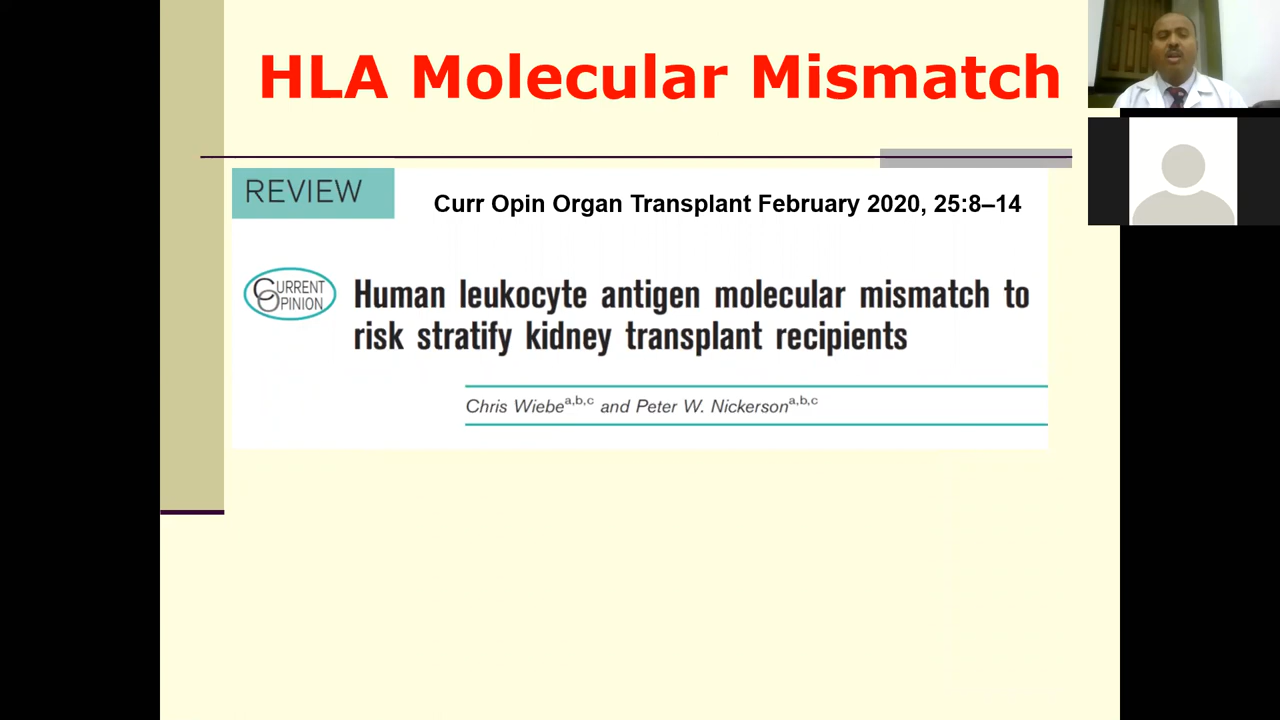 HLA Molecular Mismatch
REVIEW
Curr Opin Organ Transplant February 2020, 25:8–14
CURRENT
OPINION
Human leukocyte antigen molecular mismatch to
risk stratify kidney transplant recipients
Chris Wiebea,b,c and Peter W. Nickersona,b,c